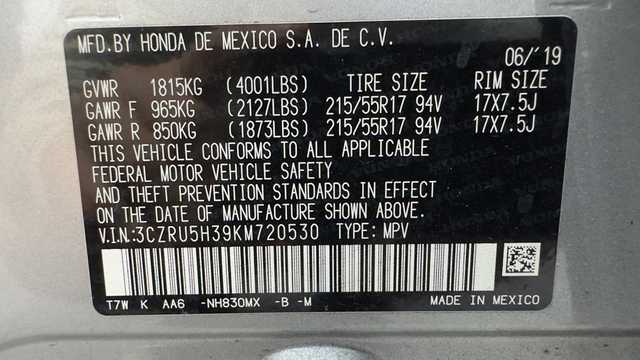 MFD.BY HONDA DE MEXICO S.A. DE C.V.
06/'19
GVWR 1815KG (4001LBS) TIRE SIZE RIM SIZE
GAWR F 965KG (2127LBS) 215/55R17 94V 17X7.5J
GAWR R 850KG (1873LBS) 215/55R17 94V 17X7.5J
THIS VEHICLE CONFORMS TO ALL APPLICABLE
FEDERAL MOTOR VEHICLE SAFETY
AND THEFT PREVENTION STANDARDS IN EFFECT
ON THE DATE OF MANUFACTURE SHOWN ABOVE.
V.I.N:3CZRU5H39KM720530 TYPE: MPV
T7W K AA6 -NH830MX -B -M MADE IN MEXICO